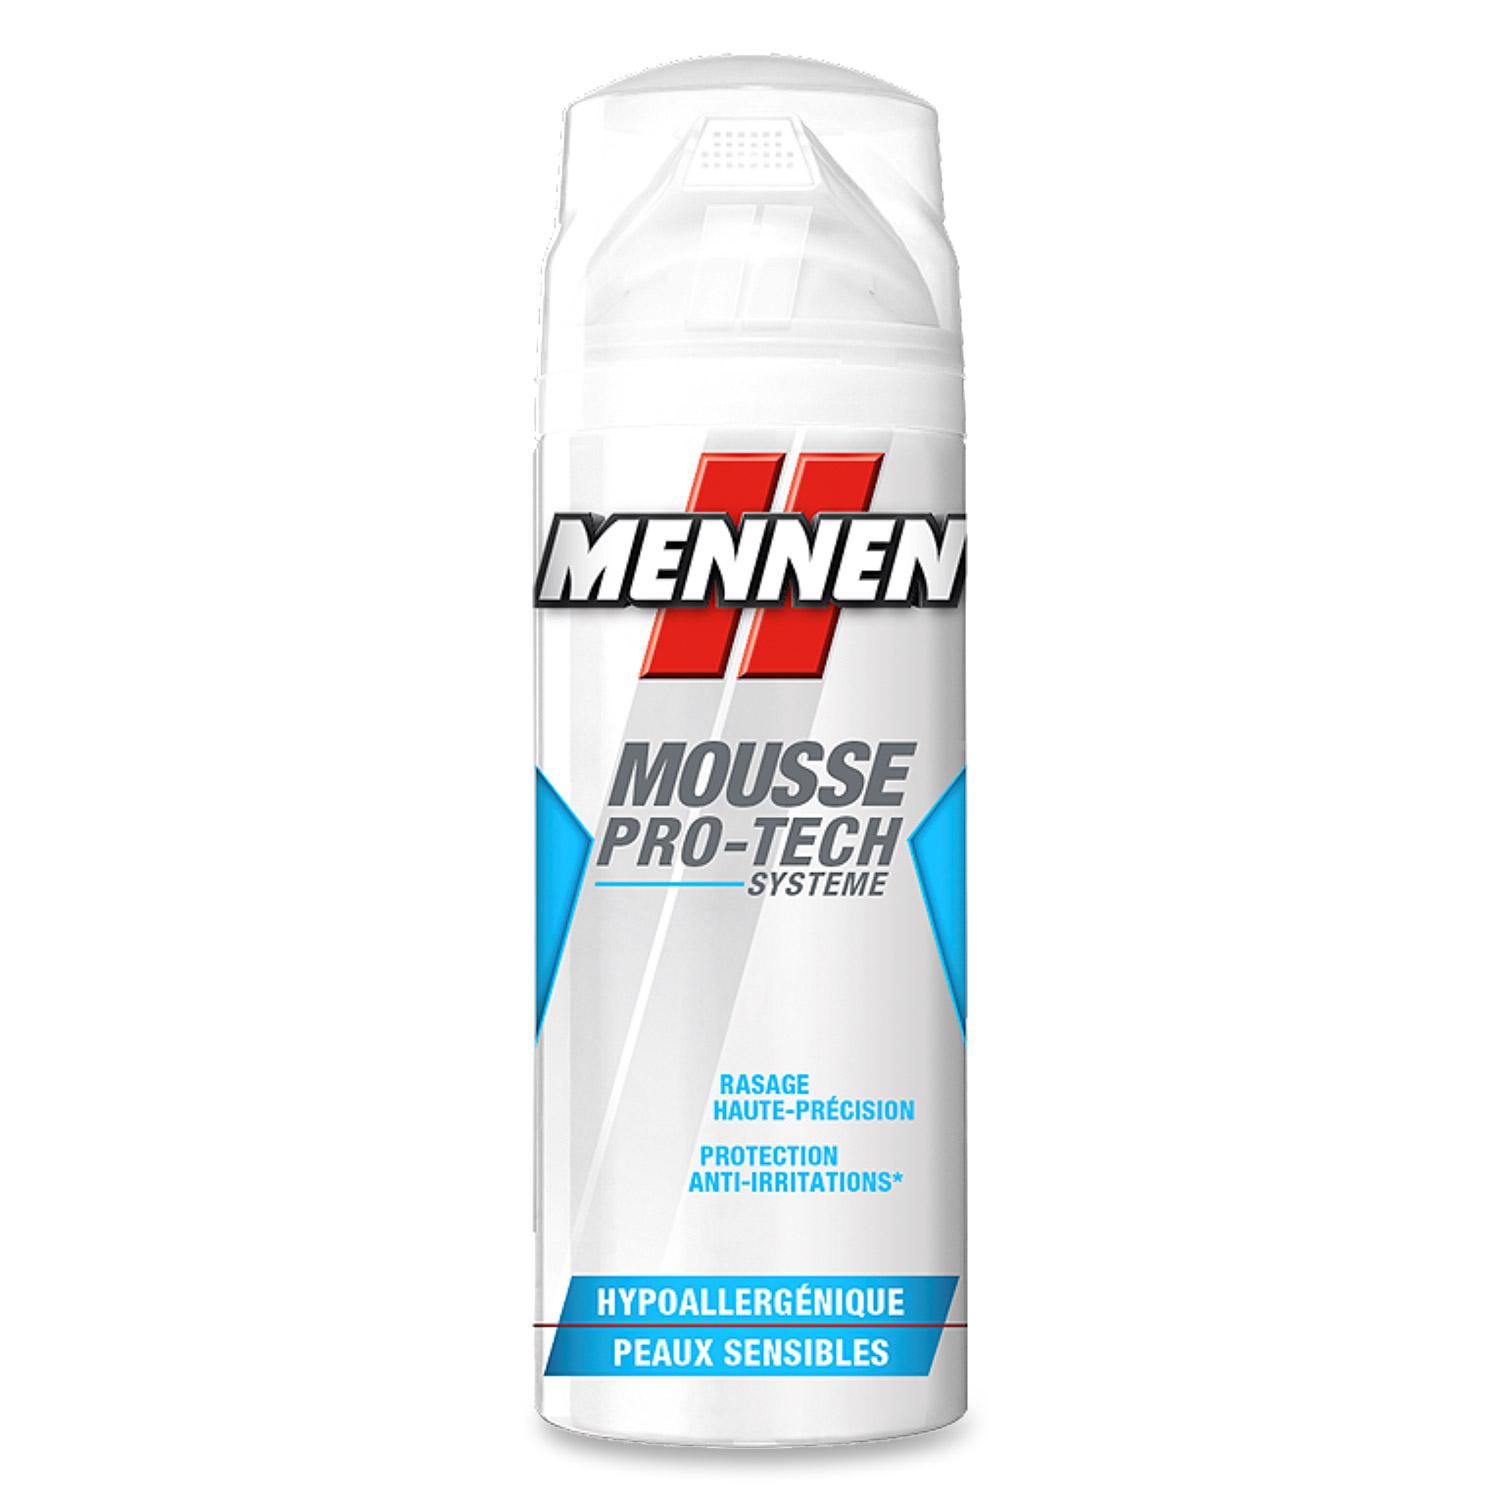 MENNEN
MOUSSE
PRO-TECH
SYSTEME
RASAGE
HAUTE-PRÉCISION
PROTECTION
ANTI-IRRITATIONS*
HYPOALLERGÉNIQUE
PEAUX SENSIBLES